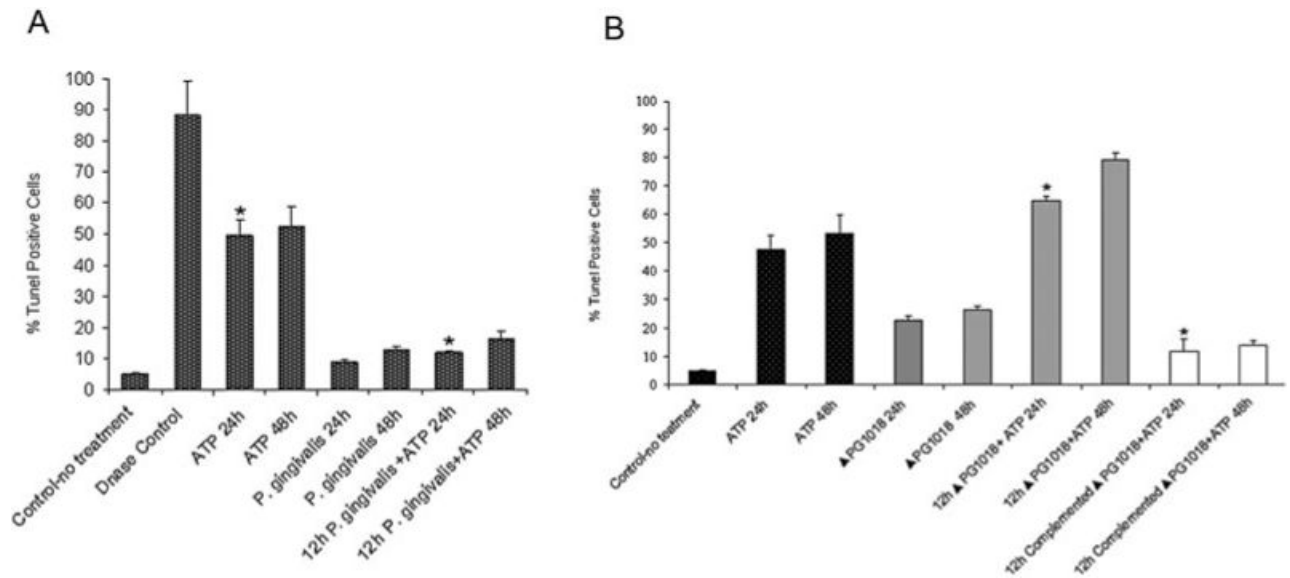 A
% Tunel Positive Cells
100
90
80
70
60
50
40
30
20
10
0
*
*
Control-no treatment
Dnase Control
ATP 24h
ATP 48h
P. gingivalis 24h
P. gingivalis 48h
12h P. gingivalis +ATP 24h
12h P. gingivalis+ATP 48h
B
% Tunel Positive Cells
100
90
80
70
60
50
40
30
20
10
0
*
*
Control-no teatment
ATP 24h
ATP 48h
▲PG1018 24h
▲PG1018 48h
12h▲PG1018+ATP 24h
12h▲PG1018+ATP 48h
12h Complemented▲PG1018+ATP 24h
12h Complemented▲PG1018+ATP 48h